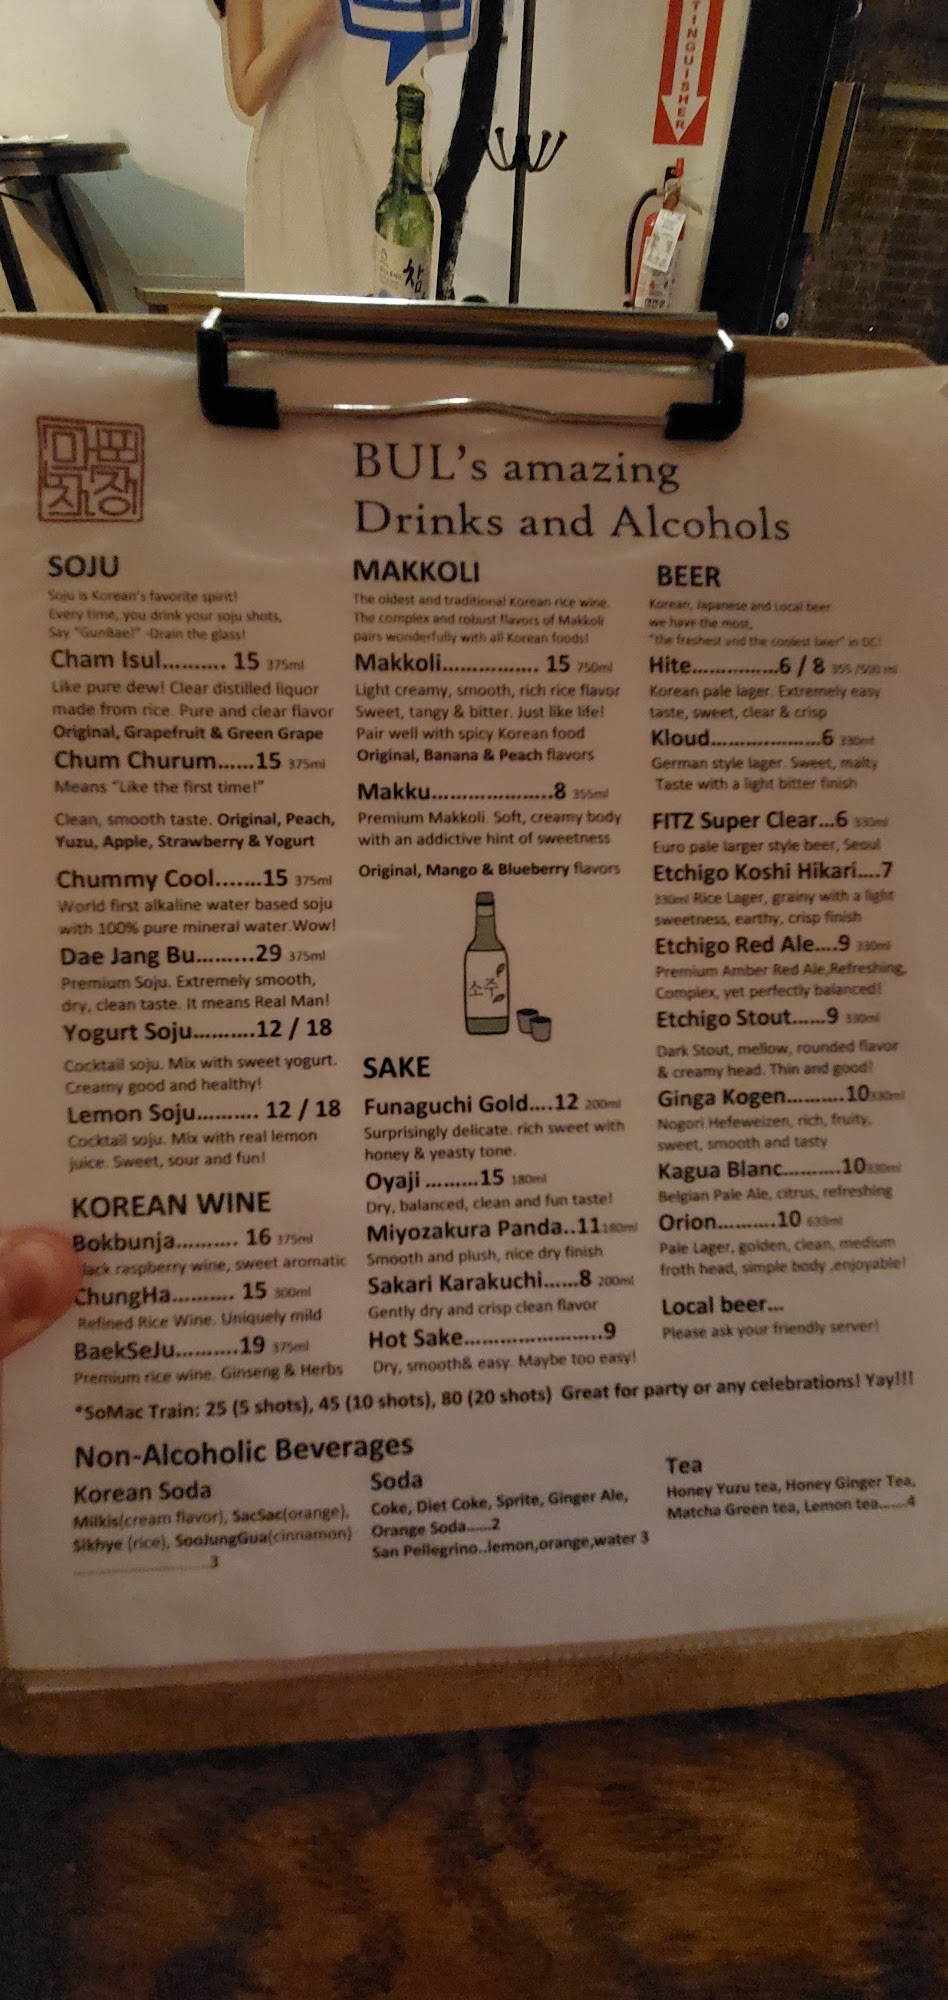 TINGUISHER
참
마포
차장
BUL's amazing
Drinks and Alcohols
SOJU
Soju is Korean's favorite spirit!
Every time, you drink your soju shots,
Say "GunBae!" -Drain the glass!
Cham Isul.......... 15 375ml
Like pure dew! Clear distilled liquor
made from rice. Pure and clear flavor
Original, Grapefruit & Green Grape
Chum Churum......15 375ml
Means "Like the first time!"
Clean, smooth taste. Original, Peach,
Yuzu, Apple, Strawberry & Yogurt
Chummy Cool.......15 375ml
World first alkaline water based soju
with 100% pure mineral water.Wow!
Dae Jang Bu.........29 375ml
Premium Soju. Extremely smooth,
dry, clean taste. It means Real Man!
Yogurt Soju..........12 / 18
Cocktail soju. Mix with sweet yogurt.
Creamy good and healthy!
Lemon Soju.......... 12 / 18
Cocktail soju. Mix with real lemon
juice. Sweet, sour and fun!
KOREAN WINE
Bokbunja.......... 16 375ml
lack raspberry wine, sweet aromatic
ChungHa.......... 15 300ml
Refined Rice Wine. Uniquely mild
BaekSeJu..........19 375ml
Premium rice wine. Ginseng & Herbs
MAKKOLI
The oldest and traditional Korean rice wine.
The complex and robust flavors of Makkoli
pairs wonderfully with all Korean foods!
Makkoli................ 15 750ml
Light creamy, smooth, rich rice flavor
Sweet, tangy & bitter. Just like life!
Pair well with spicy Korean food
Original, Banana & Peach flavors
Makku....................8 355ml
Premium Makkoli. Soft, creamy body
with an addictive hint of sweetness
Original, Mango & Blueberry flavors
소주
SAKE
Funaguchi Gold....12 200ml
Surprisingly delicate. rich sweet with
honey & yeasty tone.
Oyaji .........15 180ml
Dry, balanced, clean and fun taste!
Miyozakura Panda..11 180ml
Smooth and plush, nice dry finish
Sakari Karakuchi......8 200ml
Gently dry and crisp clean flavor
Hot Sake.......................9
Dry, smooth& easy. Maybe too easy!
BEER
Korean, Japanese and Local beer.
we have the most,
"the freshest and the coolest beer" in DC!
Hite...............6 / 8 355 /500 ml
Korean pale lager. Extremely easy
taste, sweet, clear & crisp
Kloud....................6 330ml
German style lager. Sweet, malty
Taste with a light bitter finish
FITZ Super Clear...6 330ml
Euro pale larger style beer, Seoul
Etchigo Koshi Hikari....7
330ml Rice Lager, grainy with a light
sweetness, earthy, crisp finish
Etchigo Red Ale....9 330ml
Premium Amber Red Ale,Refreshing,
Complex, yet perfectly balanced!
Etchigo Stout......9 330ml
Dark Stout, mellow, rounded flavor
& creamy head. Thin and good!
Ginga Kogen..........10 330ml
Nogori Hefeweizen, rich, fruity,
sweet, smooth and tasty
Kagua Blanc..........10 330ml
Belgian Pale Ale, citrus, refreshing
Orion..........10 633ml
Pale Lager, golden, clean, medium
froth head, simple body ,enjoyable!
Local beer...
Please ask your friendly server!
*SoMac Train: 25 (5 shots), 45 (10 shots), 80 (20 shots) Great for party or any celebrations! Yay!!!
Non-Alcoholic Beverages
Korean Soda
Milkis(cream flavor), SacSac(orange),
Sikhye (rice), SooJungGua(cinnamon)
..................................3
Soda
Coke, Diet Coke, Sprite, Ginger Ale,
Orange Soda......2
San Pellegrino..lemon,orange,water 3
Tea
Honey Yuzu tea, Honey Ginger Tea,
Matcha Green tea, Lemon tea.......4